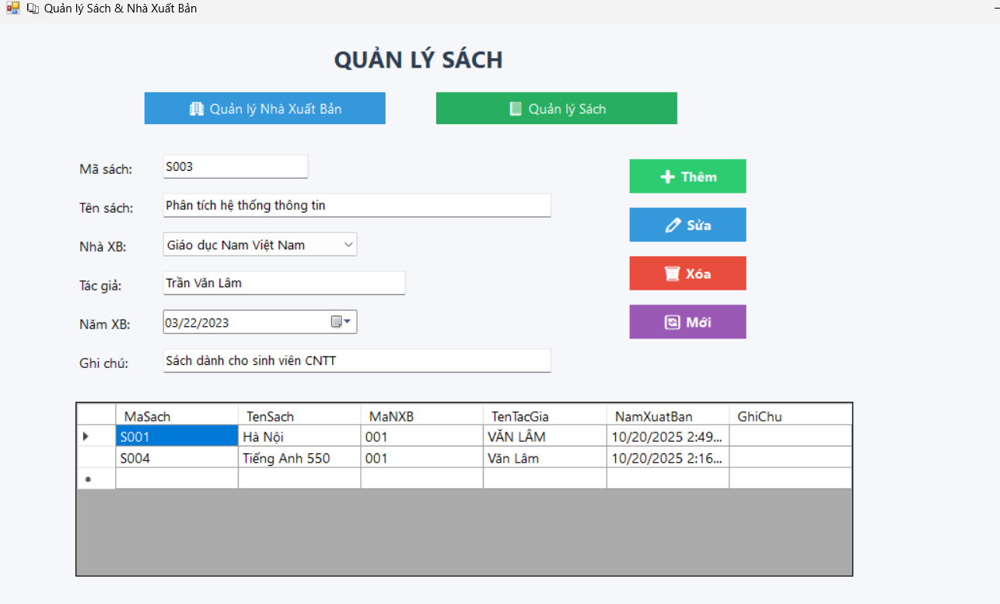 Quản lý Sách & Nhà Xuất Bản
QUẢN LÝ SÁCH
Quản lý Nhà Xuất Bản
Quản lý Sách
Mã sách: S003
Tên sách: Phân tích hệ thống thông tin
Nhà XB: Giáo dục Nam Việt Nam
Tác giả: Trần Văn Lâm
Năm XB: 03/22/2023
Ghi chú: Sách dành cho sinh viên CNTT
Thêm
Sửa
Xóa
Mới
MaSach TenSach MaNXB TenTacGia NamXuatBan GhiChu
S001 Hà Nội 001 VĂN LÂM 10/20/2025 2:49...
S004 Tiếng Anh 550 001 Văn Lâm 10/20/2025 2:16...